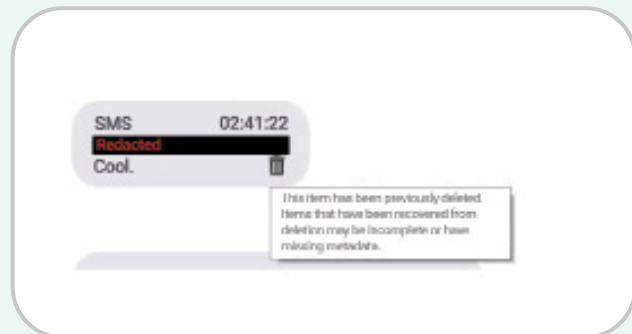 SMS 02:41:22
Redacted
Cool.
This item has been previously deleted.
Items that have been recovered from
deletion may be incomplete or have
missing metadata.